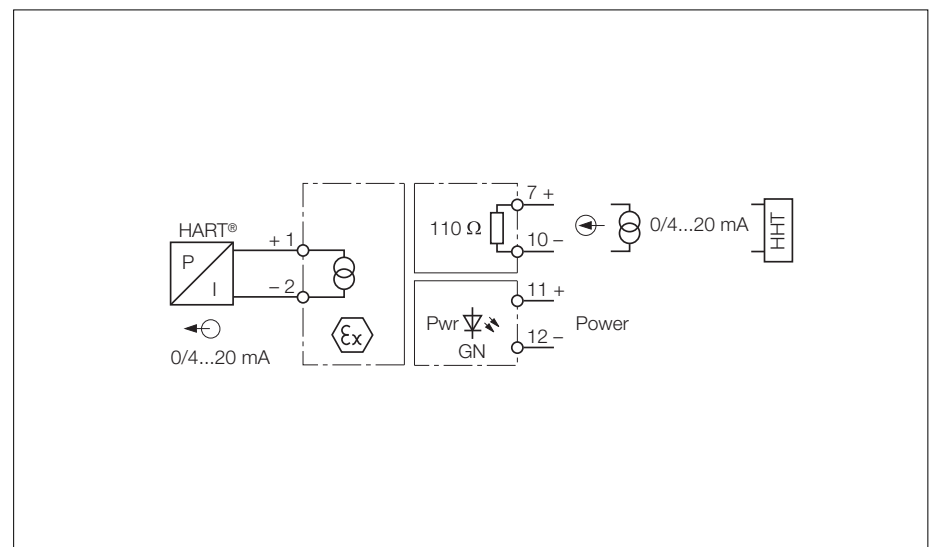 HART®
P
I
+ 1
– 2
0/4...20 mA
Ex
110 Ω
7 +
10 –
0/4...20 mA
HHT
Pwr
GN
11 +
12 –
Power